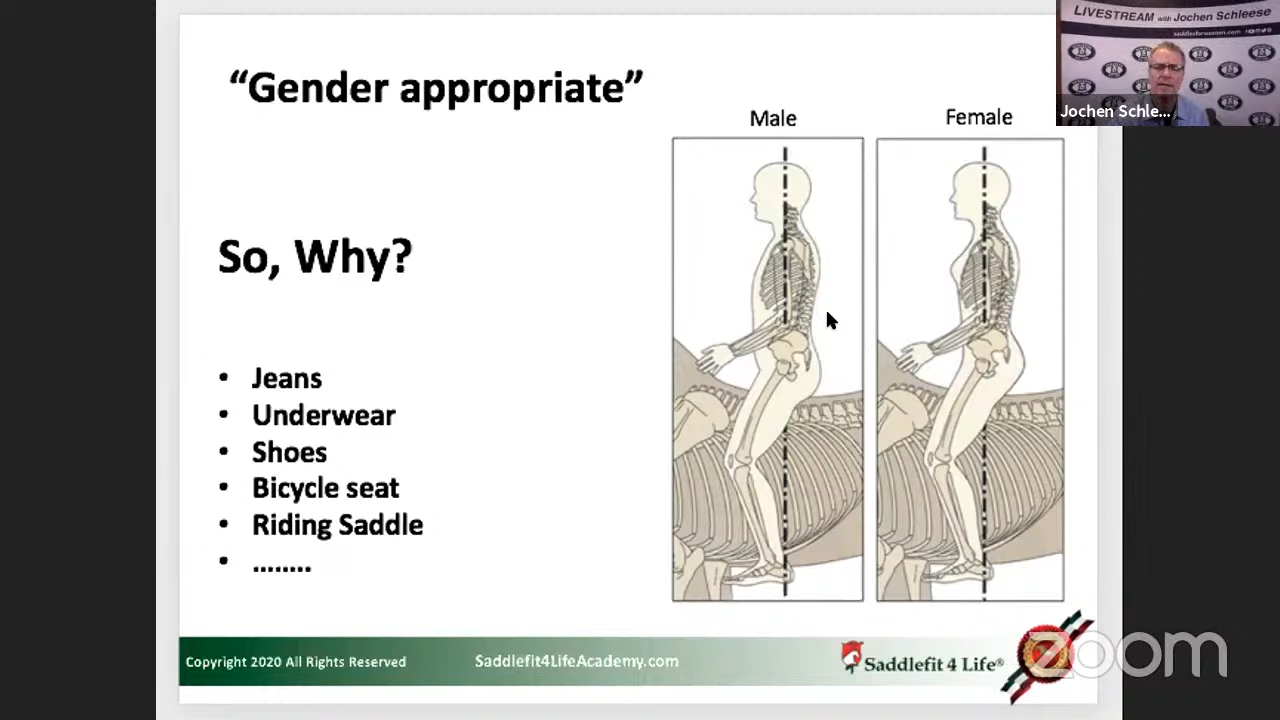 “Gender appropriate”
LIVESTREAM with Jochen Schleese
saddlesforwomen.com
Jochen Schle...
Male
Female
So, Why?
• Jeans
• Underwear
• Shoes
• Bicycle seat
• Riding Saddle
• ........
Copyright 2020 All Rights Reserved
Saddlefit4LifeAcademy.com
Saddlefit 4 Life®
zoom